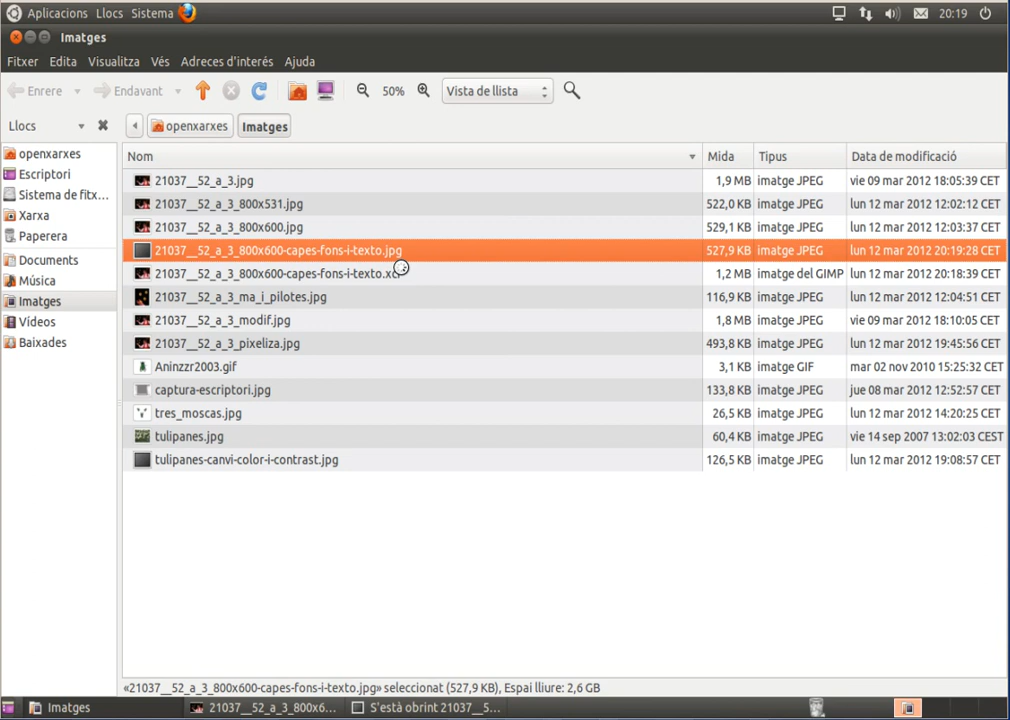 Aplicacions Llocs Sistema 20:19
Imatges
Fitxer Edita Visualitza Vés Adreces d'interés Ajuda
Enrere Endavant 50% Vista de llista
Llocs openxarxes Imatges
openxarxes
Escriptori
Sistema de fitx...
Xarxa
Paperera
Documents
Música
Imatges
Vídeos
Baixades
Nom Mida Tipus Data de modificació
21037__52_a_3.jpg 1,9 MB imatge JPEG vie 09 mar 2012 18:05:39 CET
21037__52_a_3_800x531.jpg 522,0 KB imatge JPEG lun 12 mar 2012 12:02:12 CET
21037__52_a_3_800x600.jpg 529,1 KB imatge JPEG lun 12 mar 2012 12:03:37 CET
21037__52_a_3_800x600-capes-fons-i-texto.jpg 527,9 KB imatge JPEG lun 12 mar 2012 20:19:28 CET
21037__52_a_3_800x600-capes-fons-i-texto.xcf 1,2 MB imatge del GIMP lun 12 mar 2012 20:18:39 CET
21037__52_a_3_ma_i_pilotes.jpg 116,9 KB imatge JPEG lun 12 mar 2012 12:04:51 CET
21037__52_a_3_modif.jpg 1,8 MB imatge JPEG vie 09 mar 2012 18:10:05 CET
21037__52_a_3_pixeliza.jpg 493,8 KB imatge JPEG lun 12 mar 2012 19:45:56 CET
Aninzzr2003.gif 3,1 KB imatge GIF mar 02 nov 2010 15:25:32 CET
captura-escriptori.jpg 133,8 KB imatge JPEG jue 08 mar 2012 12:52:57 CET
tres_moscas.jpg 26,5 KB imatge JPEG lun 12 mar 2012 14:20:25 CET
tulipanes.jpg 60,4 KB imatge JPEG vie 14 sep 2007 13:02:03 CEST
tulipanes-canvi-color-i-contrast.jpg 126,5 KB imatge JPEG lun 12 mar 2012 19:08:57 CET
«21037__52_a_3_800x600-capes-fons-i-texto.jpg» seleccionat (527,9 KB), Espai lliure: 2,6 GB
Imatges 21037__52_a_3_800x6... S'està obrint 21037__5...